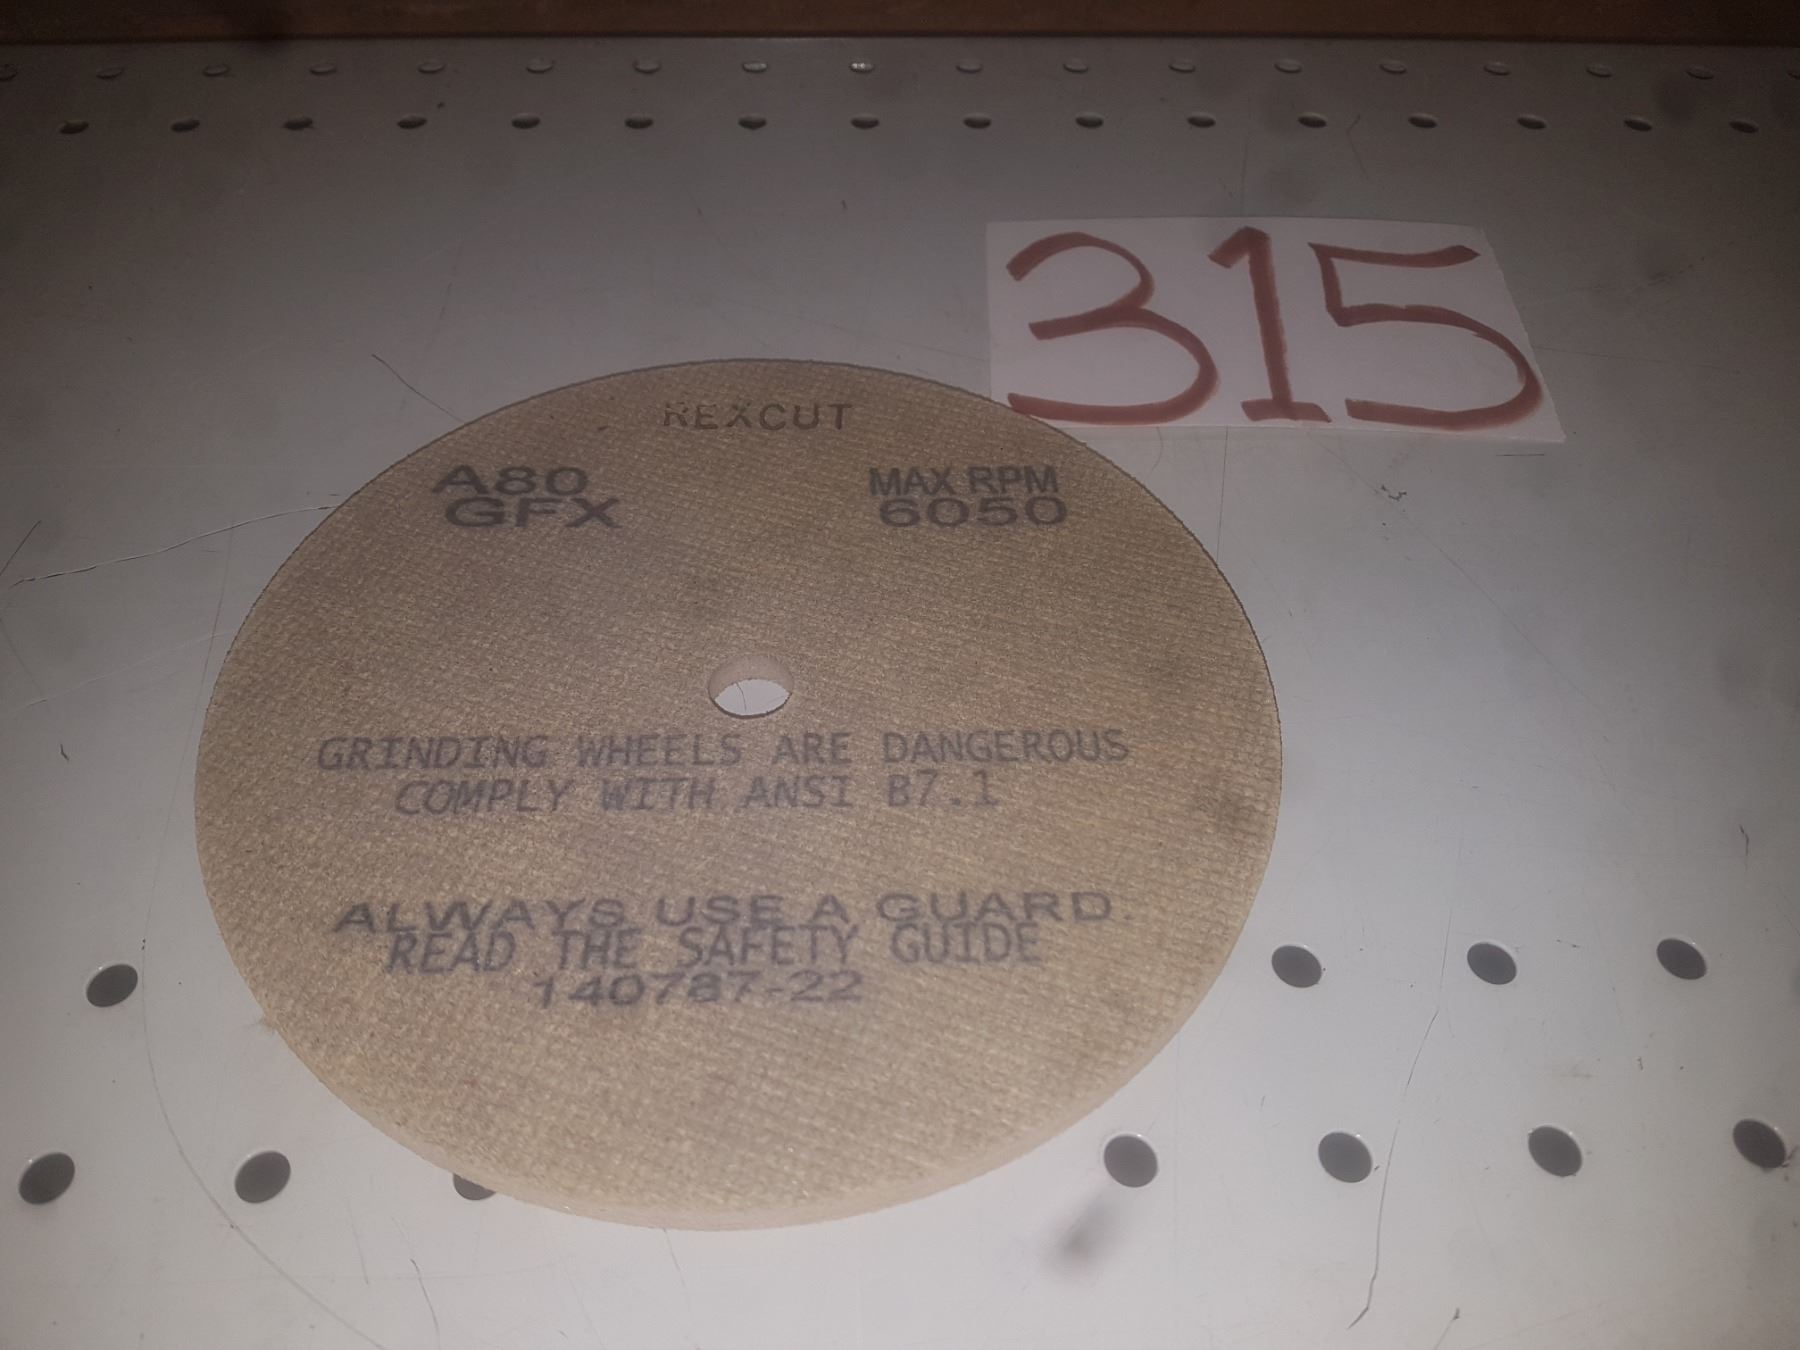 315
REXCUT
A80
GFX
MAX RPM
6050
GRINDING WHEELS ARE DANGEROUS
COMPLY WITH ANSI B7.1
ALWAYS USE A GUARD.
READ THE SAFETY GUIDE
140787-22